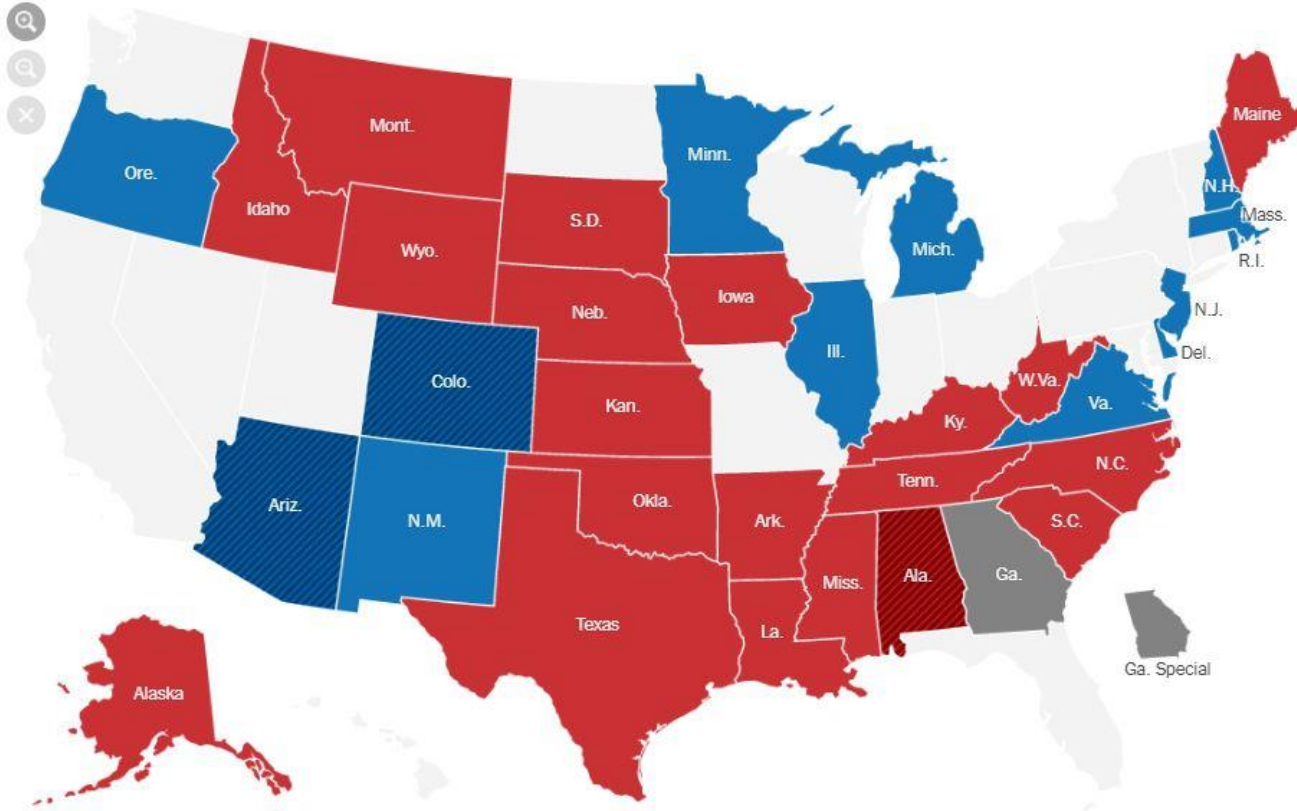 Maine
Mont.
Minn.
Ore.
N.H.
Idaho
S.D.
Mass.
Wyo.
Mich.
R.I.
Iowa
Neb.
N.J.
Ill.
Del.
Colo.
W.Va.
Kan.
Va.
Ky.
N.C.
Tenn.
Okla.
Ariz.
N.M.
Ark.
S.C.
Miss.
Ala.
Ga.
Texas
La.
Ga. Special
Alaska